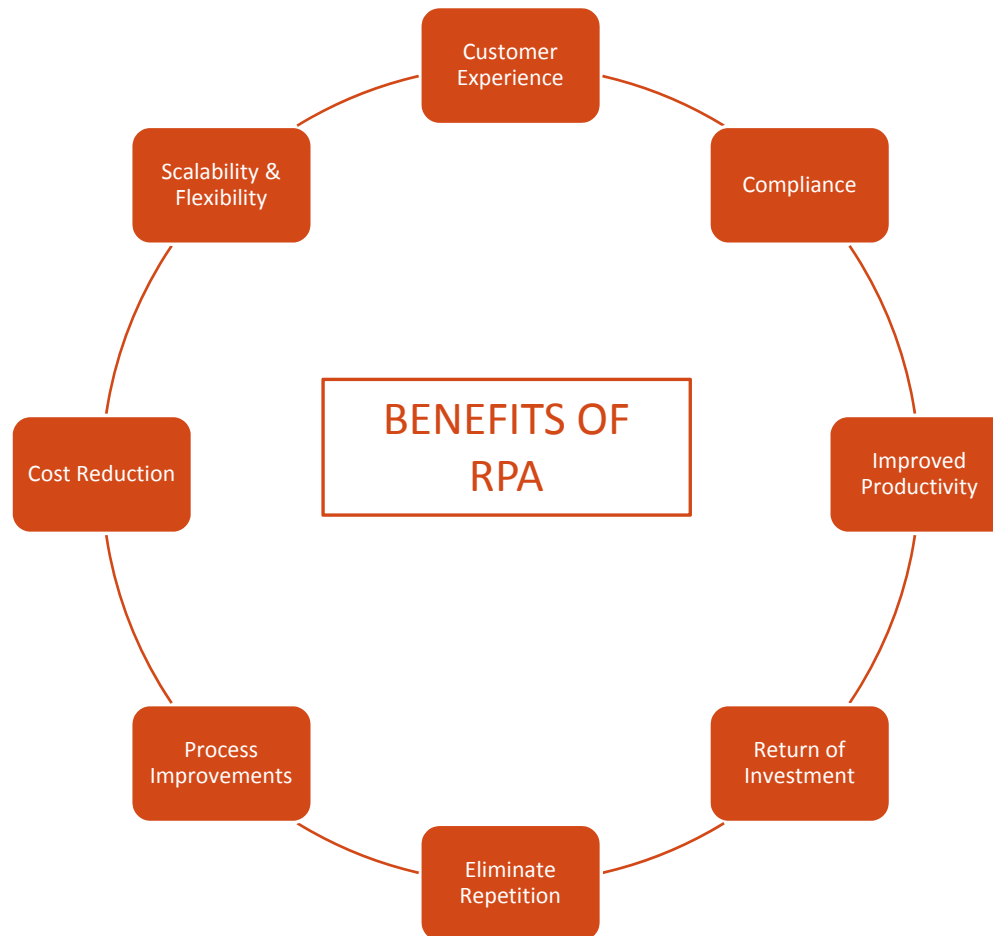 Customer
Experience
Compliance
Improved
Productivity
Return of
Investment
Eliminate
Repetition
Process
Improvements
Cost Reduction
Scalability &
Flexibility
BENEFITS OF
RPA